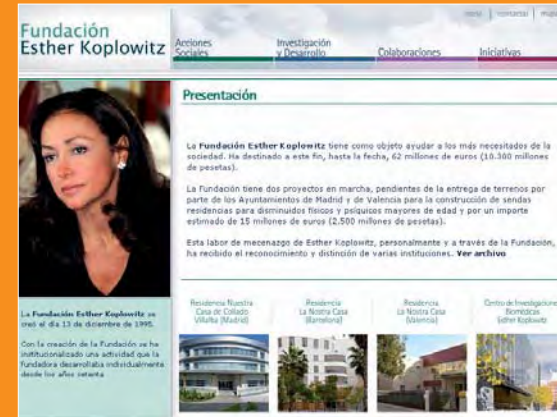 Fundación
Esther Koplowitz
inicio | contactar |
Acciones
Sociales
Investigación
y Desarrollo
Colaboraciones
Iniciativas
Presentación
La Fundación Esther Koplowitz tiene como objeto ayudar a los más necesitados de la
sociedad. Ha destinado a este fin, hasta la fecha, 62 millones de euros (10.300 millones
de pesetas).
La Fundación tiene dos proyectos en marcha, pendientes de la entrega de terrenos por
parte de los Ayuntamientos de Madrid y de Valencia para la construcción de sendas
residencias para disminuidos físicos y psíquicos mayores de edad y por un importe
estimado de 15 millones de euros (2.500 millones de pesetas).
Esta labor de mecenazgo de Esther Koplowitz, personalmente y a través de la Fundación,
ha recibido el reconocimiento y distinción de varias instituciones. Ver archivo
La Fundación Esther Koplowitz se
creó el día 13 de diciembre de 1995.
Con la creación de la Fundación se ha
institucionalizado una actividad que la
fundadora desarrollaba individualmente
desde los años setenta
Residencia Nuestra
Casa de Collado
Villalba (Madrid)
Residencia
La Nostra Casa
(Barcelona)
Residencia
La Nostra Casa
(Valencia)
Centro de Investigaciones
Biomédicas
Esther Koplowitz